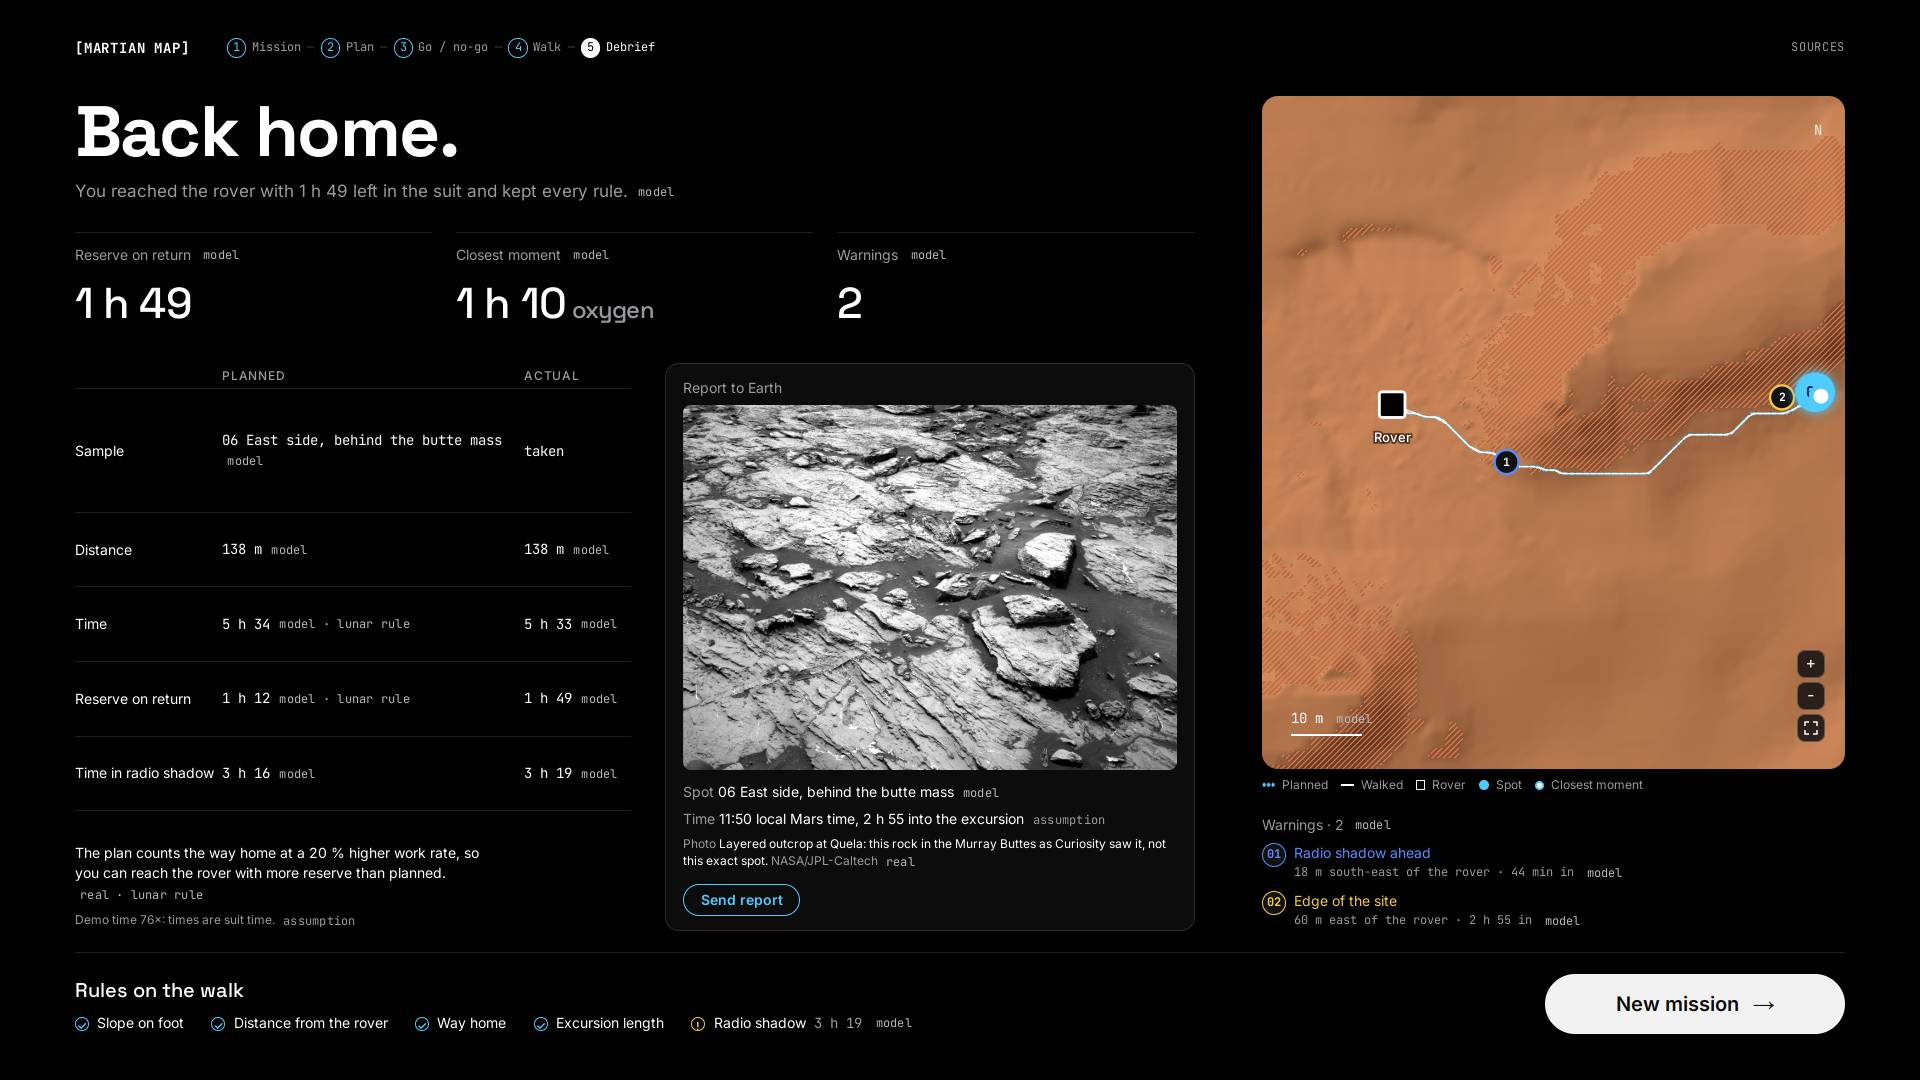 [MARTIAN MAP] 1 Mission – 2 Plan – 3 Go / no-go – 4 Walk – 5 Debrief SOURCES
Back home.
You reached the rover with 1 h 49 left in the suit and kept every rule. model
Reserve on return model
1 h 49
Closest moment model
1 h 10 oxygen
Warnings model
2
PLANNED ACTUAL
Sample 06 East side, behind the butte mass model taken
Distance 138 m model 138 m model
Time 5 h 34 model · lunar rule 5 h 33 model
Reserve on return 1 h 12 model · lunar rule 1 h 49 model
Time in radio shadow 3 h 16 model 3 h 19 model
The plan counts the way home at a 20 % higher work rate, so
you can reach the rover with more reserve than planned.
real · lunar rule
Demo time 76×: times are suit time. assumption
Report to Earth
Spot 06 East side, behind the butte mass model
Time 11:50 local Mars time, 2 h 55 into the excursion assumption
Photo Layered outcrop at Quela: this rock in the Murray Buttes as Curiosity saw it, not
this exact spot. NASA/JPL-Caltech real
Send report
N
2
Rover
1
+
-
10 m model
Planned Walked Rover Spot Closest moment
Warnings · 2 model
01 Radio shadow ahead
18 m south-east of the rover · 44 min in model
02 Edge of the site
60 m east of the rover · 2 h 55 in model
Rules on the walk
Slope on foot Distance from the rover Way home Excursion length Radio shadow 3 h 19 model
New mission →